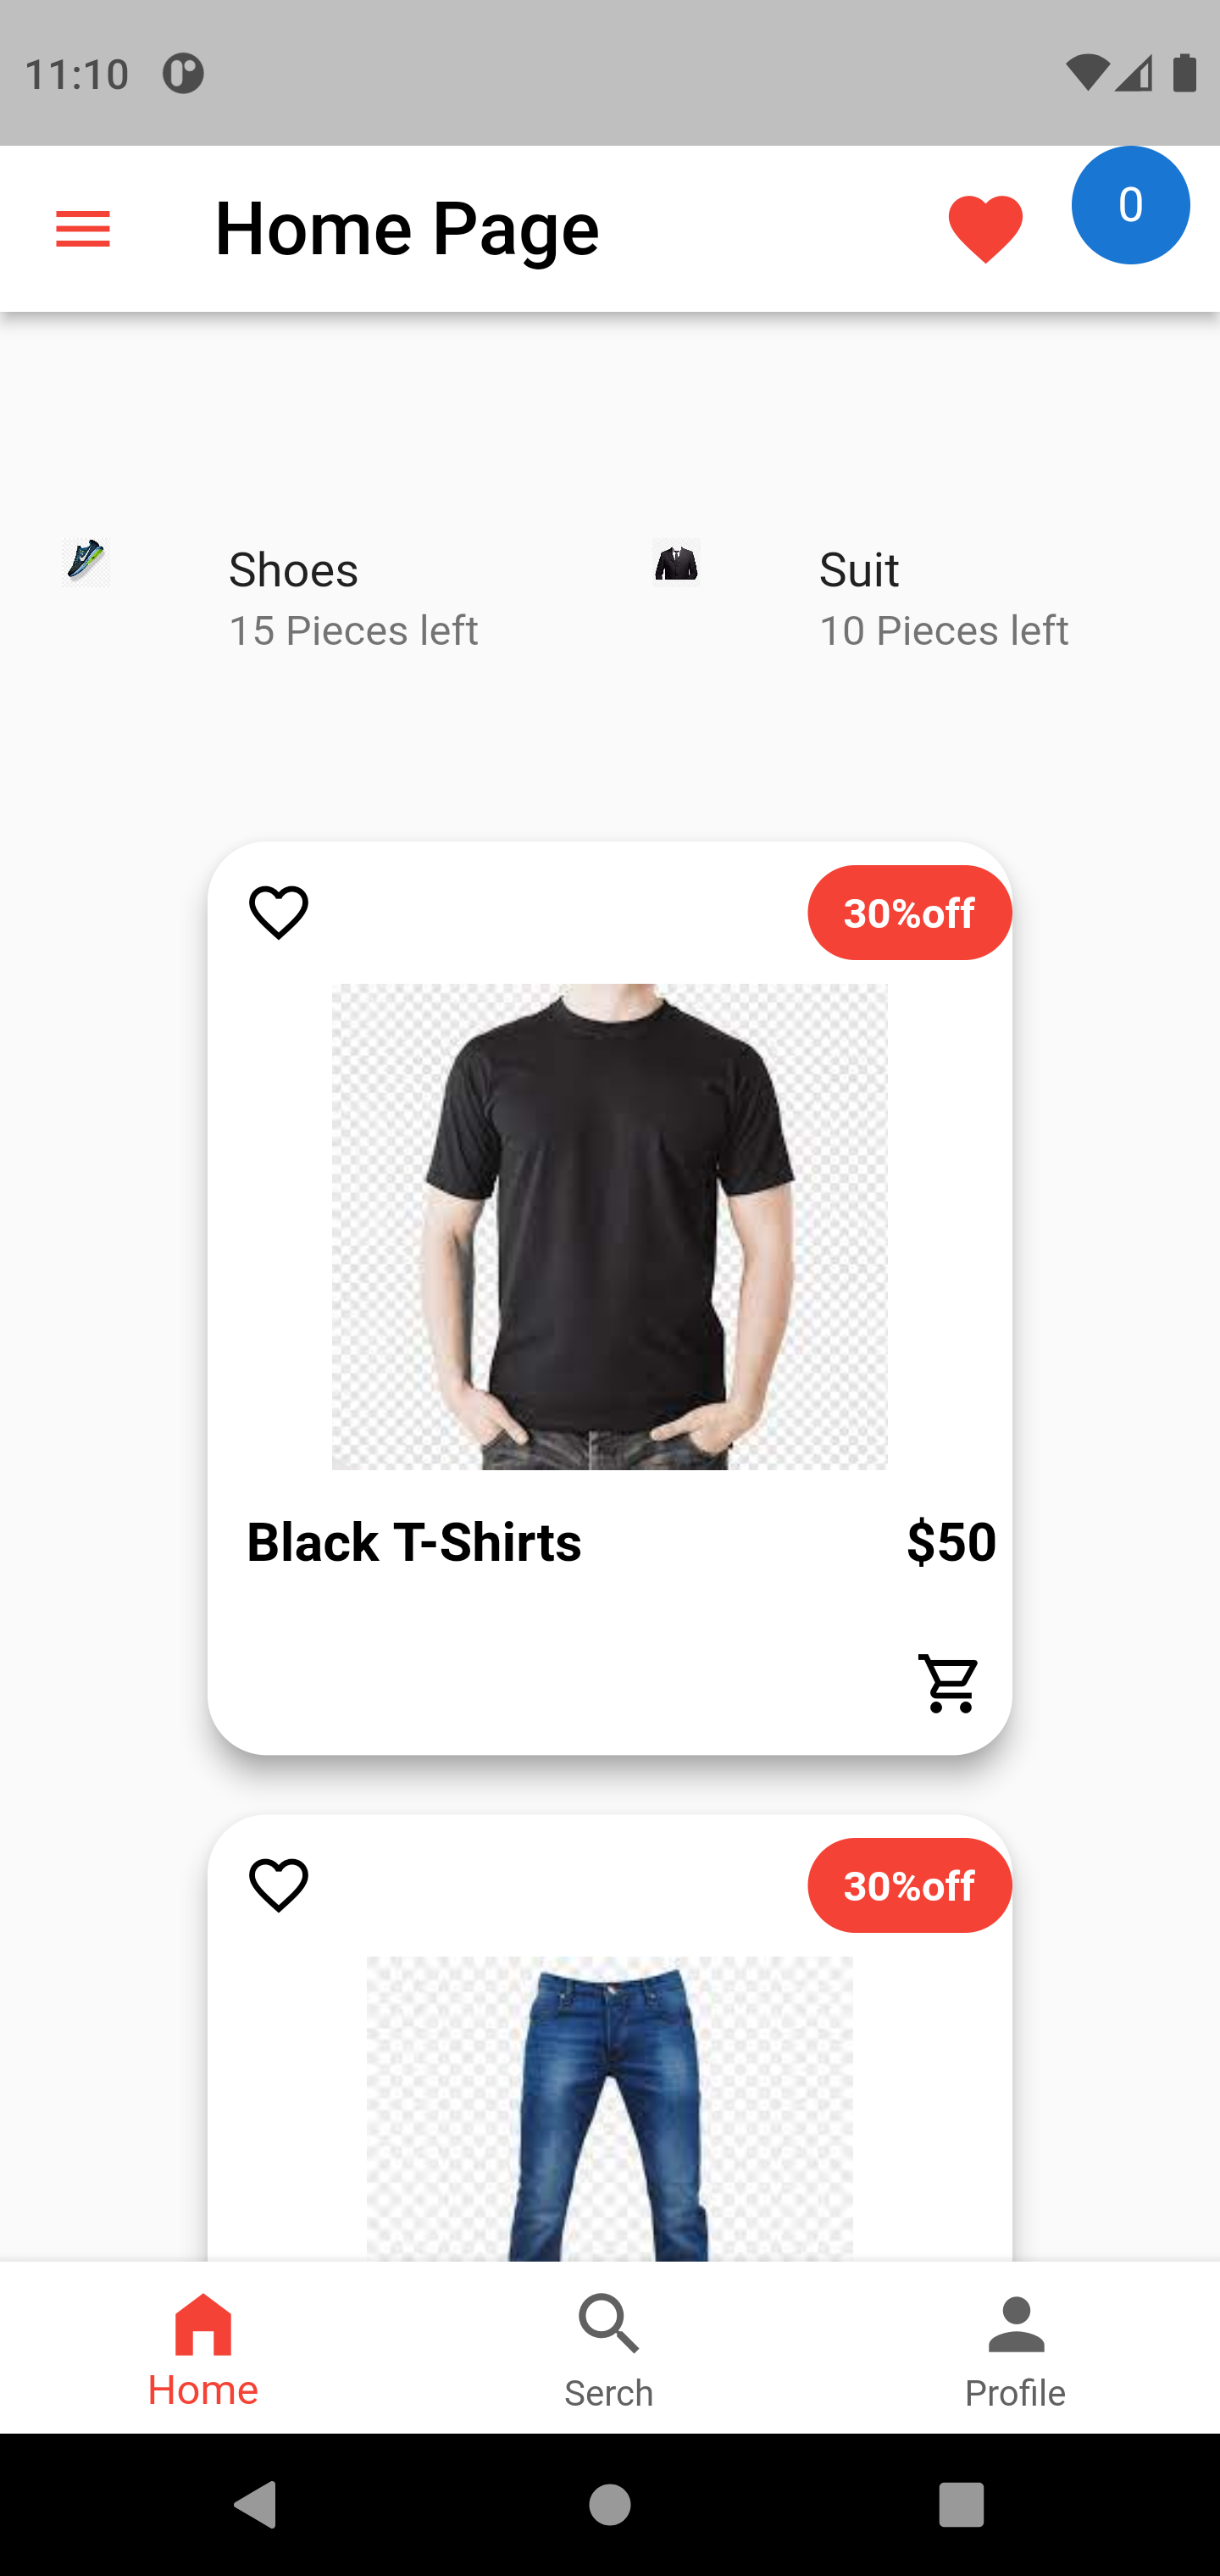 11:10
Home Page
0
Shoes
15 Pieces left
Suit
10 Pieces left
30%off
Black T-Shirts
$50
30%off
Home
Serch
Profile